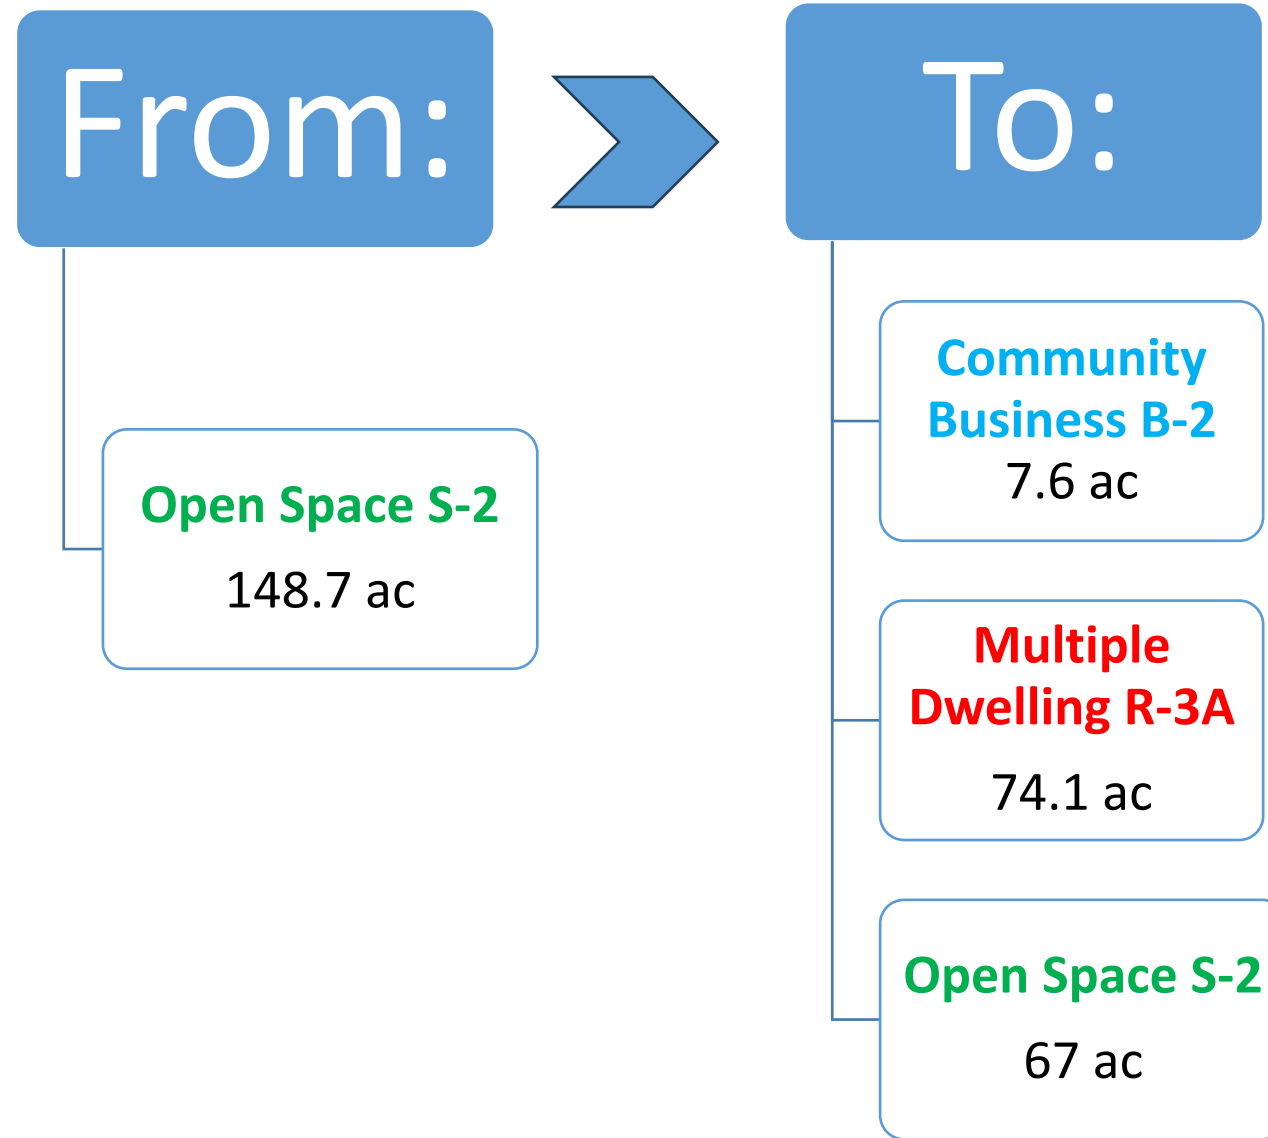 From:
Open Space S-2
148.7 ac
To:
Community
Business B-2
7.6 ac
Multiple
Dwelling R-3A
74.1 ac
Open Space S-2
67 ac